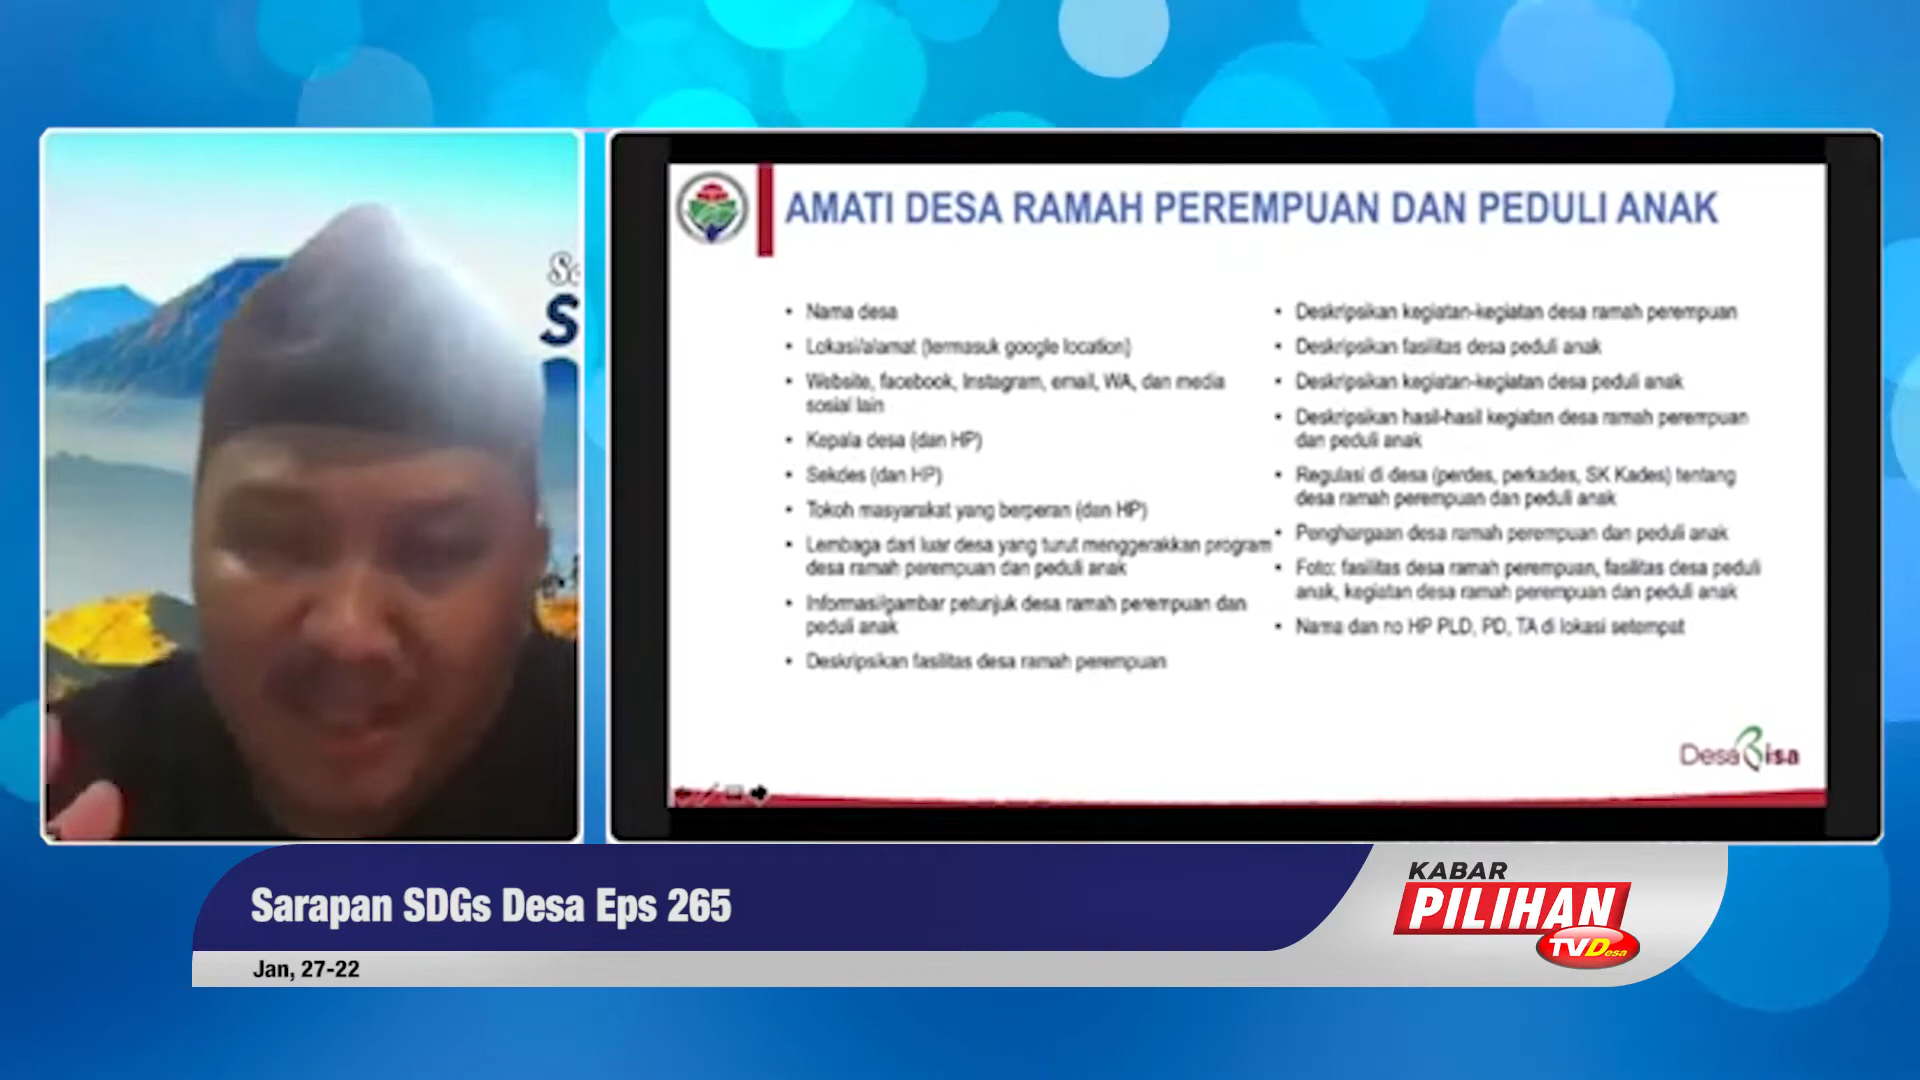 Sa
S
AMATI DESA RAMAH PEREMPUAN DAN PEDULI ANAK
• Nama desa
• Lokasi/alamat (termasuk google location)
• Website, facebook, Instagram, email, WA, dan media
sosial lain
• Kepala desa (dan HP)
• Sekdes (dan HP)
• Tokoh masyarakat yang berperan (dan HP)
• Lembaga dari luar desa yang turut menggerakkan program
desa ramah perempuan dan peduli anak
• Informasi/gambar petunjuk desa ramah perempuan dan
peduli anak
• Deskripsikan fasilitas desa ramah perempuan
• Deskripsikan kegiatan-kegiatan desa ramah perempuan
• Deskripsikan fasilitas desa peduli anak
• Deskripsikan kegiatan-kegiatan desa peduli anak
• Deskripsikan hasil-hasil kegiatan desa ramah perempuan
dan peduli anak
• Regulasi di desa (perdes, perkades, SK Kades) tentang
desa ramah perempuan dan peduli anak
• Penghargaan desa ramah perempuan dan peduli anak
• Foto: fasilitas desa ramah perempuan, fasilitas desa peduli
anak, kegiatan desa ramah perempuan dan peduli anak
• Nama dan no HP PLD, PD, TA di lokasi setempat
Desa Bisa
Sarapan SDGs Desa Eps 265
Jan, 27-22
KABAR
PILIHAN
TVDesa